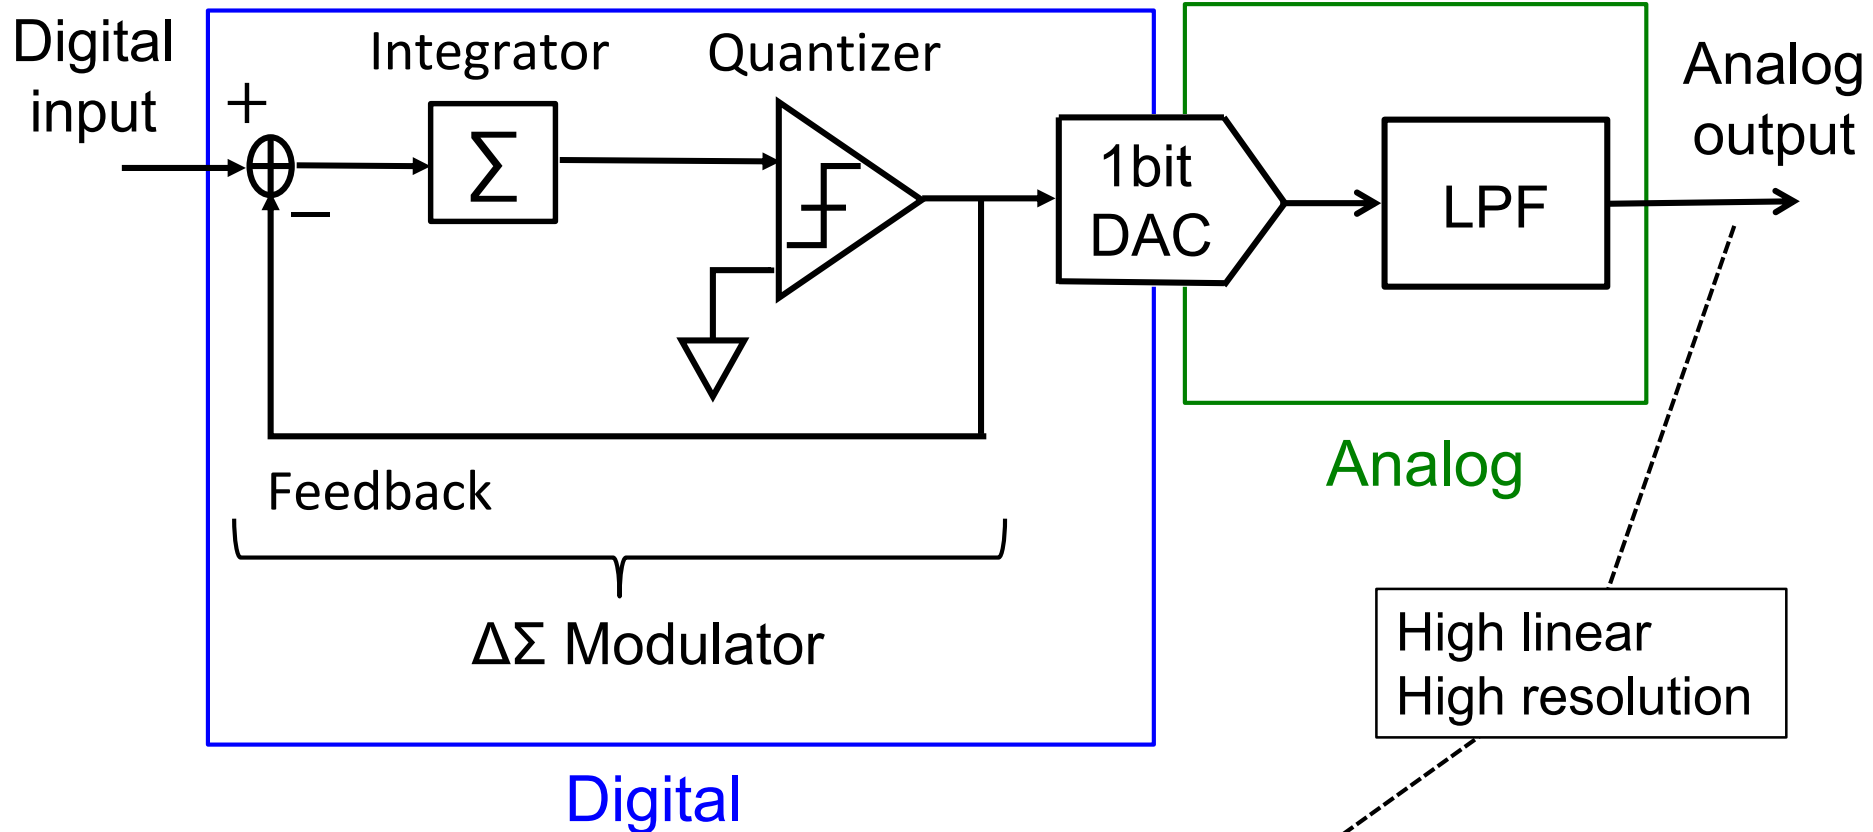 Digital
input
+
−
Integrator
Σ
Quantizer
1bit
DAC
LPF
Analog
output
Feedback
ΔΣ Modulator
Digital
Analog
High linear
High resolution